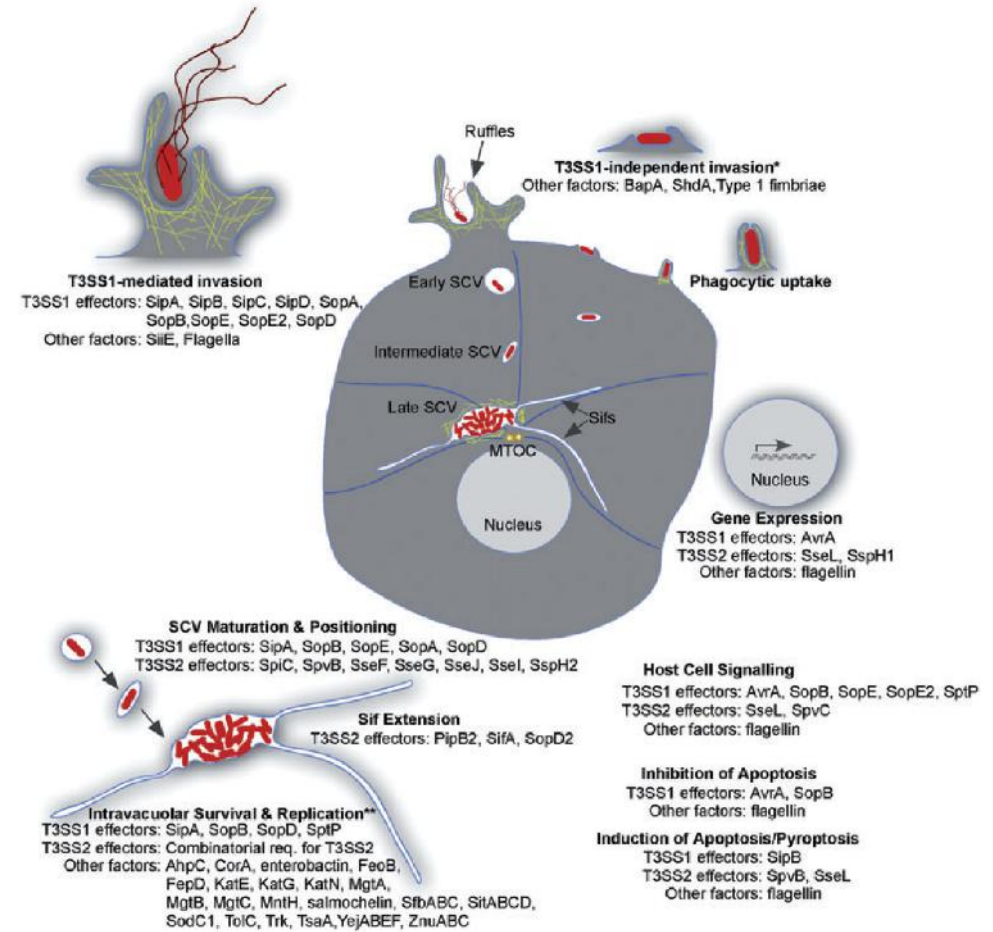 Ruffles
T3SS1-independent invasion*
Other factors: BapA, ShdA,Type 1 fimbriae
T3SS1-mediated invasion
T3SS1 effectors: SipA, SipB, SipC, SipD, SopA,
SopB,SopE, SopE2, SopD
Other factors: SiiE, Flagella
Early SCV
Phagocytic uptake
Intermediate SCV
Late SCV
Sifs
MTOC
Nucleus
Nucleus
Gene Expression
T3SS1 effectors: AvrA
T3SS2 effectors: SseL, SspH1
Other factors: flagellin
SCV Maturation & Positioning
T3SS1 effectors: SipA, SopB, SopE, SopA, SopD
T3SS2 effectors: SpiC, SpvB, SseF, SseG, SseJ, SseI, SspH2
Sif Extension
T3SS2 effectors: PipB2, SifA, SopD2
Intravacuolar Survival & Replication**
T3SS1 effectors: SipA, SopB, SopD, SptP
T3SS2 effectors: Combinatorial req. for T3SS2
Other factors: AhpC, CorA, enterobactin, FeoB,
FepD, KatE, KatG, KatN, MgtA,
MgtB, MgtC, MntH, salmochelin, SfbABC, SitABCD,
SodC1, TolC, Trk, TsaA,YejABEF, ZnuABC
Host Cell Signalling
T3SS1 effectors: AvrA, SopB, SopE, SopE2, SptP
T3SS2 effectors: SseL, SpvC
Other factors: flagellin
Inhibition of Apoptosis
T3SS1 effectors: AvrA, SopB
Other factors: flagellin
Induction of Apoptosis/Pyroptosis
T3SS1 effectors: SipB
T3SS2 effectors: SpvB, SseL
Other factors: flagellin